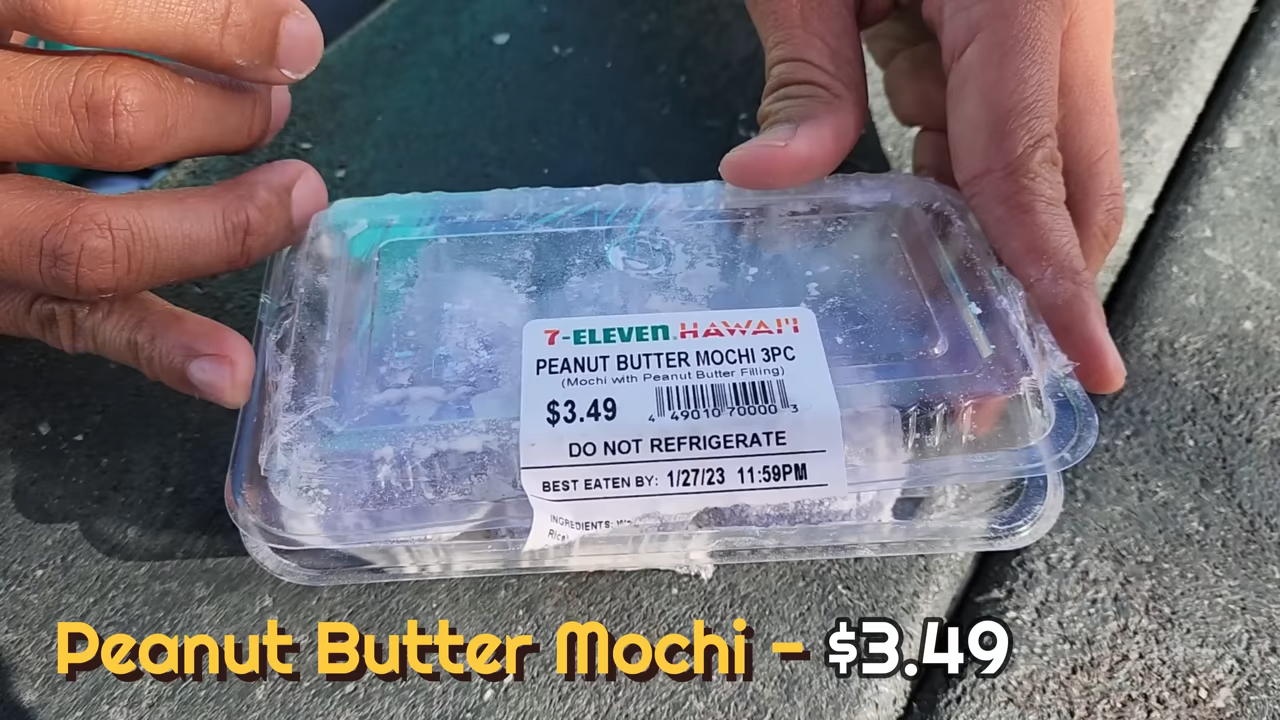 7-ELEVEN. HAWAI'I
PEANUT BUTTER MOCHI 3PC
(Mochi with Peanut Butter Filling)
$3.49
4 49010 70000 3
DO NOT REFRIGERATE
BEST EATEN BY: 1/27/23 11:59PM
INGREDIENTS:
Peanut Butter Mochi - $3.49